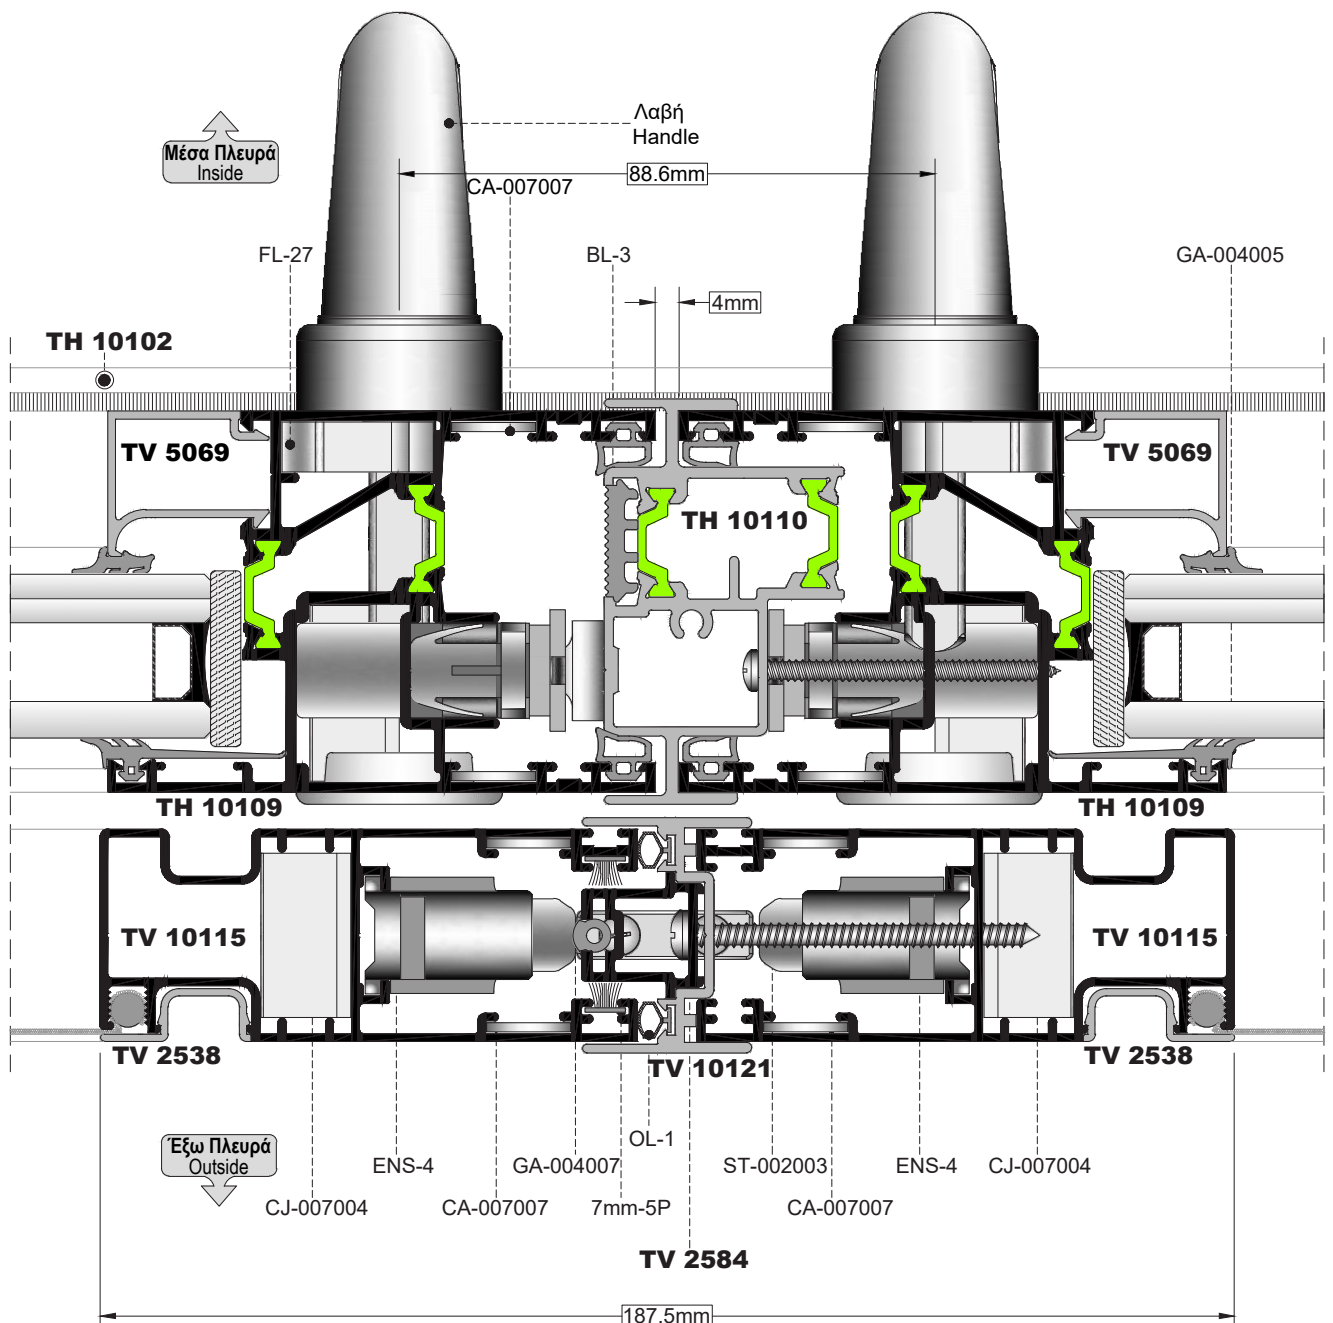 Λαβή
Handle
Μέσα Πλευρά
Inside
88.6mm
CA-007007
FL-27
BL-3
GA-004005
4mm
TH 10102
TV 5069
TV 5069
TH 10110
TH 10109
TH 10109
TV 10115
TV 10115
TV 2538
TV 10121
TV 2538
Έξω Πλευρά
Outside
OL-1
ENS-4
GA-004007
ST-002003
ENS-4
CJ-007004
CJ-007004
CA-007007
7mm-5P
CA-007007
TV 2584
187.5mm